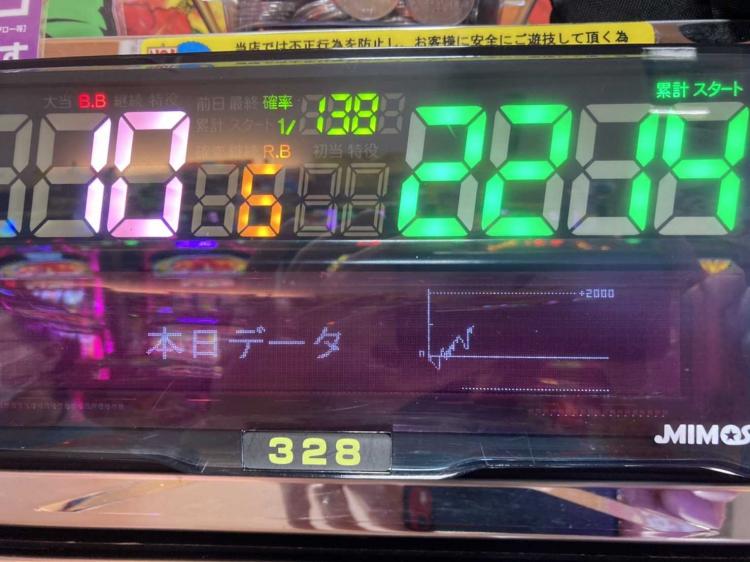 当店では不正行為を防止し、お客様に安全にご遊技して頂く為
大当 B.B 継続 特役 前日 最終 確率 138 累計 スタート
累計 スタート 1/
10 R.B 初当 特役 2214
6
+2000
本日データ
0
328
MIMOS